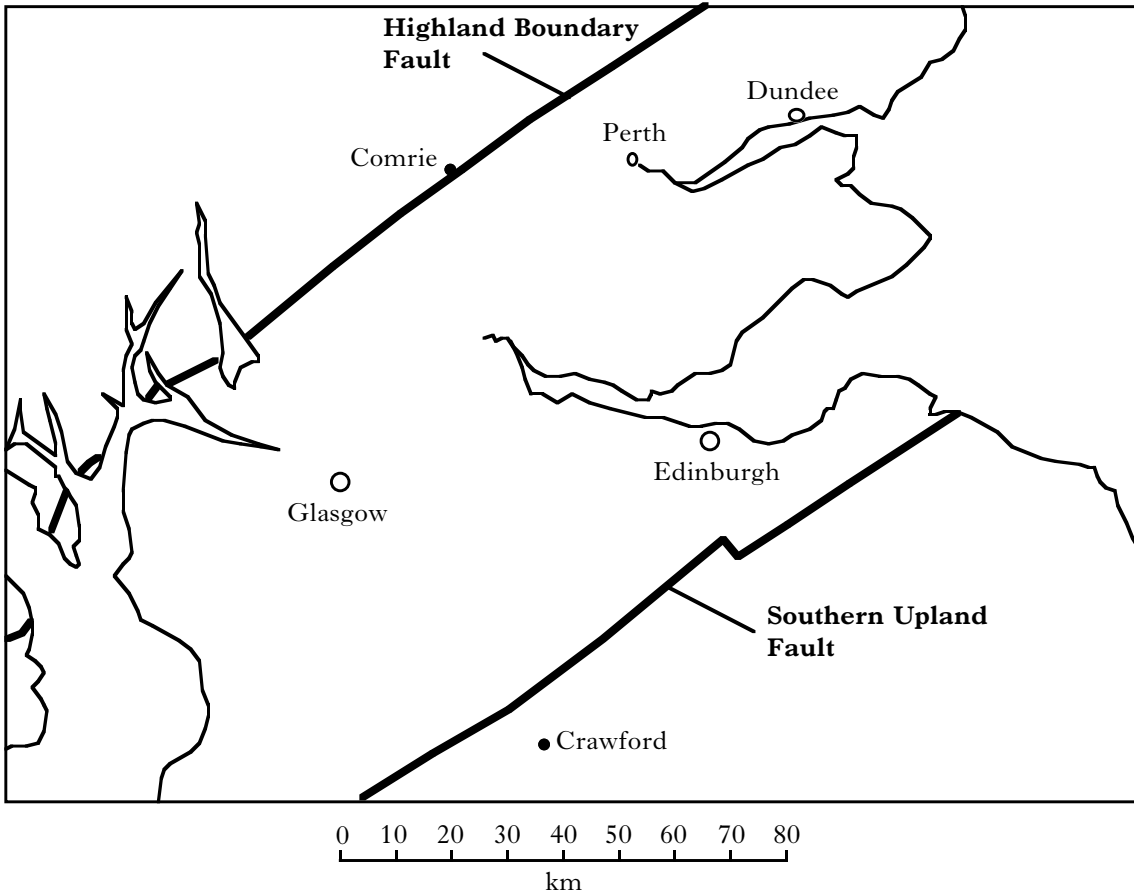 Highland Boundary
Fault
Dundee
Perth
Comrie
Edinburgh
Glasgow
Southern Upland
Fault
Crawford
0 10 20 30 40 50 60 70 80
km